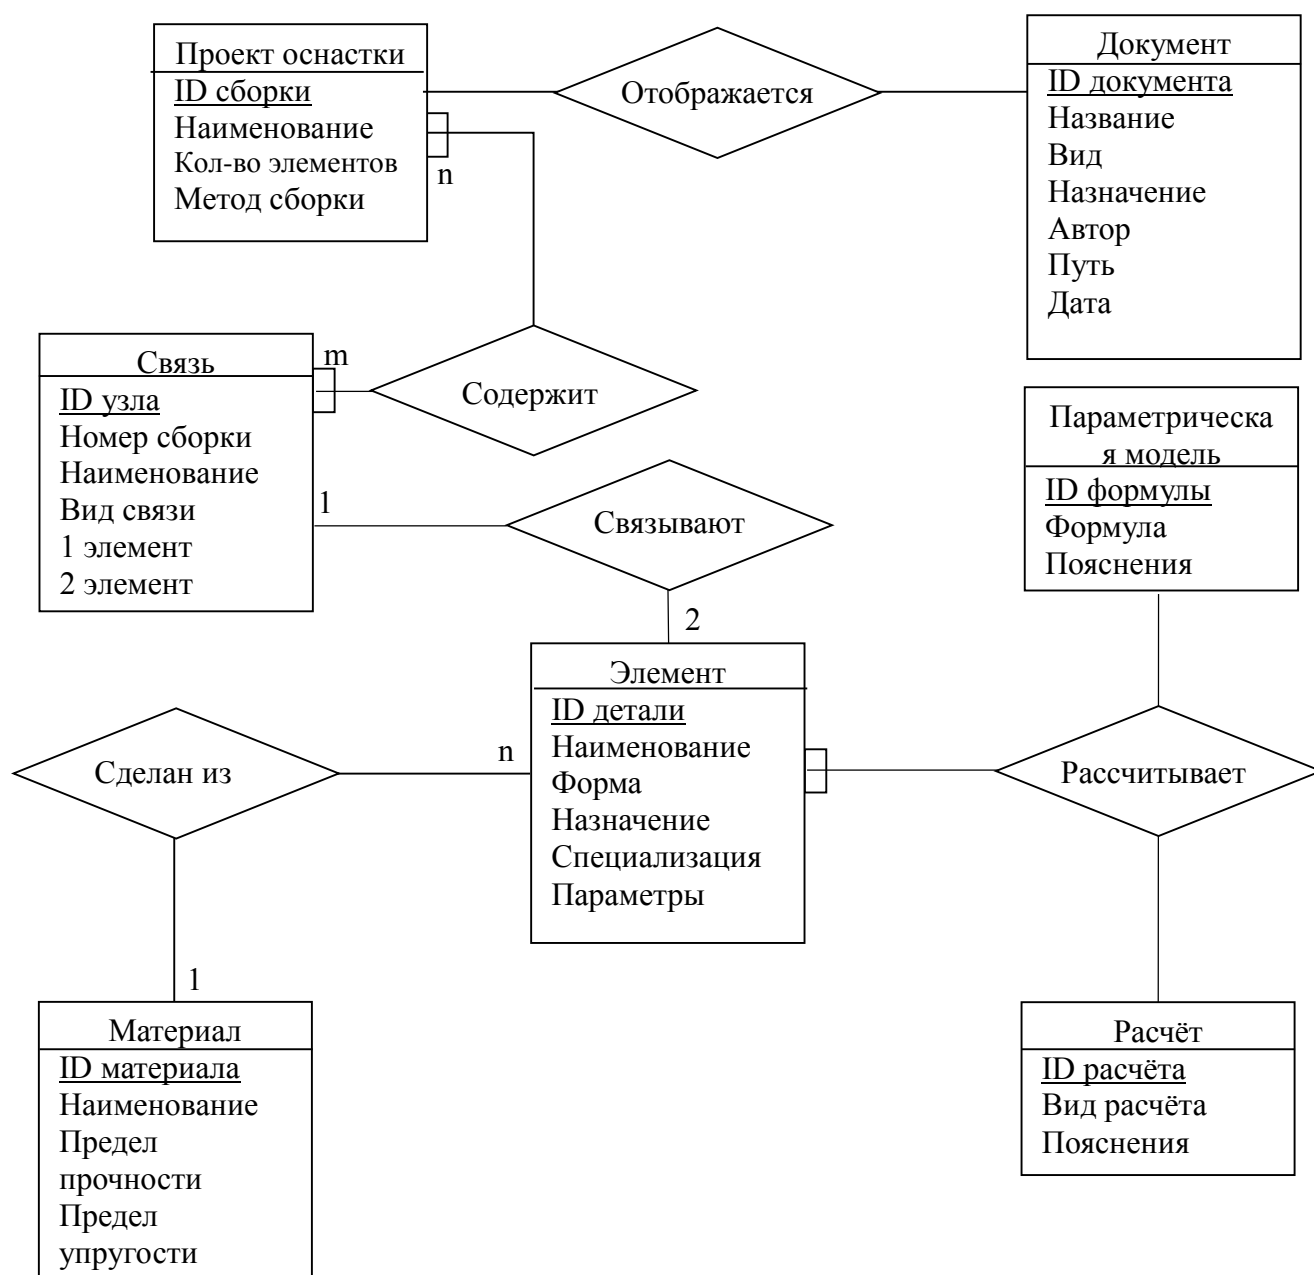 Проект оснастки
ID сборки
Наименование
Кол-во элементов
Метод сборки
n
Отображается
Документ
ID документа
Название
Вид
Назначение
Автор
Путь
Дата
Связь
ID узла
Номер сборки
Наименование
Вид связи
1 элемент
2 элемент
m
Содержит
1
Связывают
2
Параметрическа
я модель
ID формулы
Формула
Пояснения
Элемент
ID детали
Наименование
Форма
Назначение
Специализация
Параметры
Сделан из
n
1
Рассчитывает
Материал
ID материала
Наименование
Предел
прочности
Предел
упругости
Расчёт
ID расчёта
Вид расчёта
Пояснения